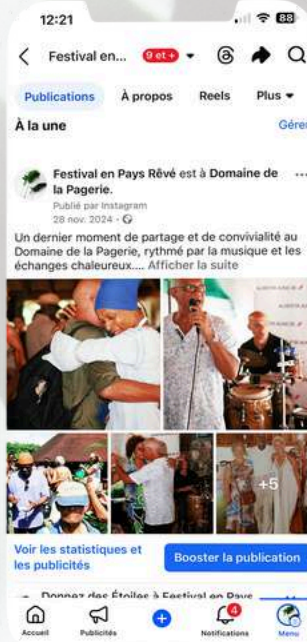 12:21
88
Festival en...
9 et +
Publications
À propos
Reels
Plus
À la une
Gérer
Festival en Pays Rêvé est à Domaine de
la Pagerie.
Publié par Instagram
28 nov. 2024
Un dernier moment de partage et de convivialité au
Domaine de la Pagerie, rythmé par la musique et les
échanges chaleureux.... Afficher la suite
+5
Voir les statistiques et
les publicités
Booster la publication
Donnez des Étoiles à Festival en Pays
Accueil
Publicités
4
Notifications
Menu